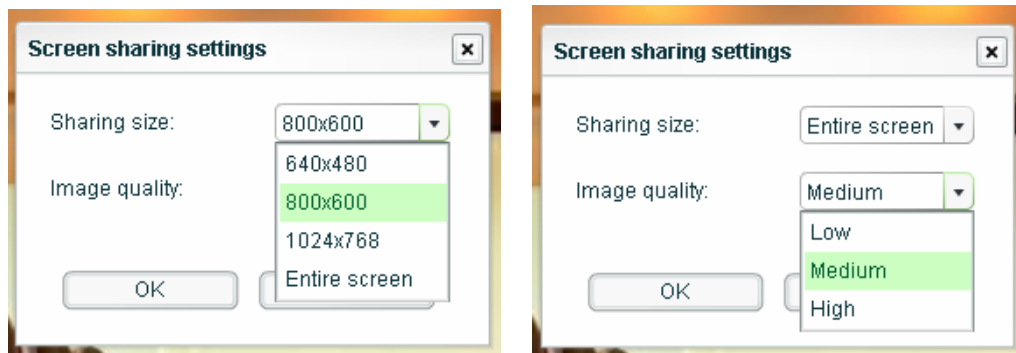 Screen sharing settings
Sharing size:
800x600
640x480
800x600
1024x768
Entire screen
Image quality:
OK
Screen sharing settings
Sharing size:
Entire screen
Image quality:
Medium
Low
Medium
High
OK